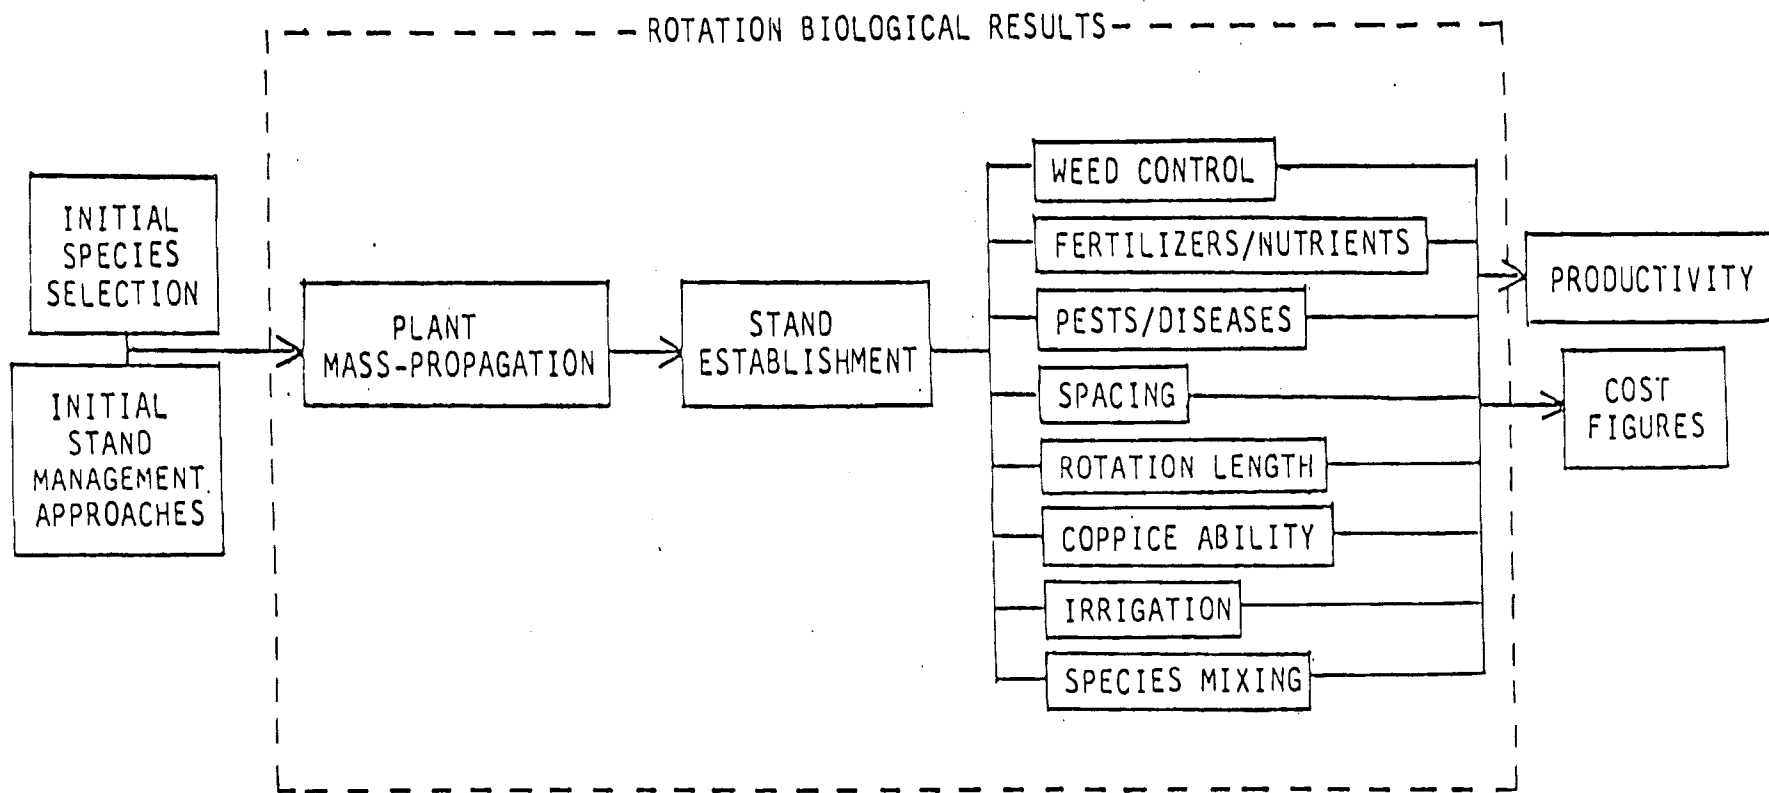 ROTATION BIOLOGICAL RESULTS
INITIAL
SPECIES
SELECTION
INITIAL
STAND
MANAGEMENT
APPROACHES
PLANT
MASS-PROPAGATION
STAND
ESTABLISHMENT
WEED CONTROL
FERTILIZERS/NUTRIENTS
PESTS/DISEASES
SPACING
ROTATION LENGTH
COPPICE ABILITY
IRRIGATION
SPECIES MIXING
PRODUCTIVITY
COST
FIGURES